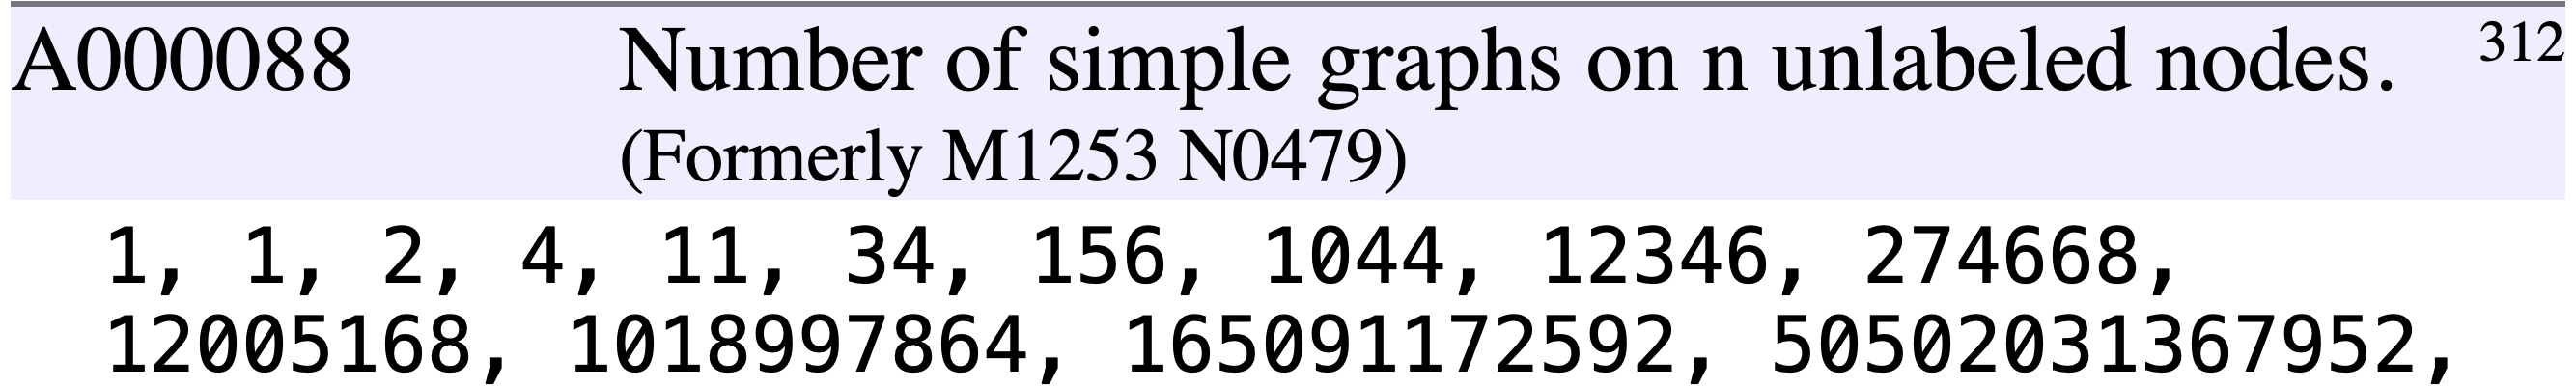 A000088 Number of simple graphs on n unlabeled nodes. 312
(Formerly M1253 N0479)
1, 1, 2, 4, 11, 34, 156, 1044, 12346, 274668,
12005168, 1018997864, 165091172592, 50502031367952,